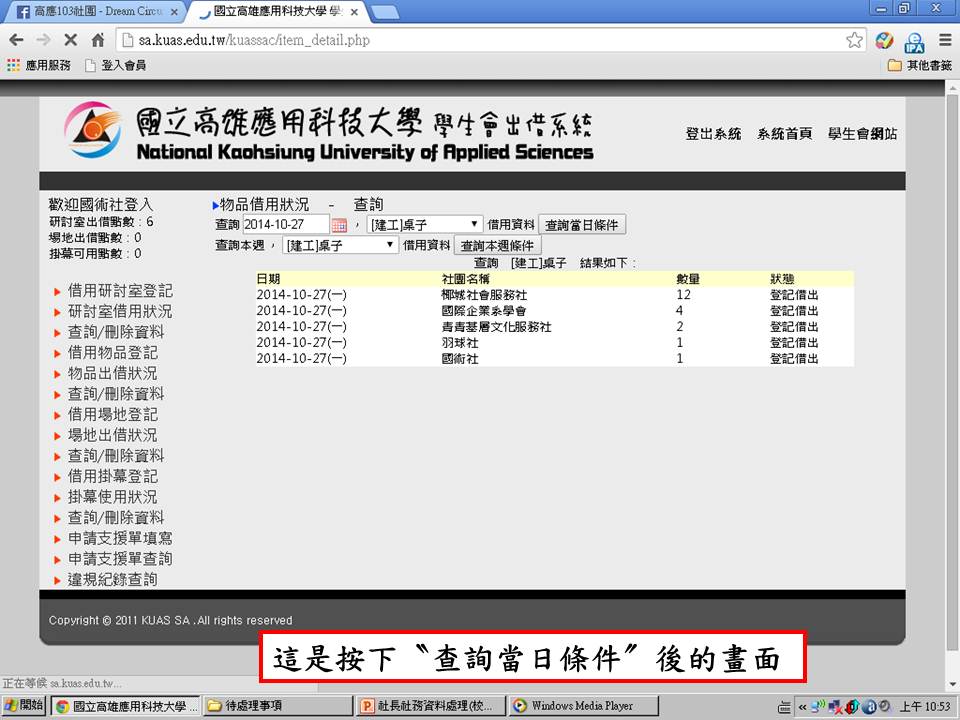 高應103社團 - Dream Circu
國立高雄應用科技大學 學
sa.kuas.edu.tw/kuassac/item_detail.php
應用服務 登入會員 其他書籤
國立高雄應用科技大學 學生會出借系統
National Kaohsiung University of Applied Sciences
登出系統 系統首頁 學生會網站
歡迎國術社登入
研討室出借點數:6
場地出借點數:0
掛幕可用點數:0
借用研討室登記
研討室借用狀況
查詢/刪除資料
借用物品登記
物品出借狀況
查詢/刪除資料
借用場地登記
場地出借狀況
查詢/刪除資料
借用掛幕登記
掛幕使用狀況
查詢/刪除資料
申請支援單填寫
申請支援單查詢
違規紀錄查詢
物品借用狀況 - 查詢
查詢 2014-10-27 , [建工]桌子 借用資料 查詢當日條件
查詢本週, [建工]桌子 借用資料 查詢本週條件
查詢 [建工]桌子 結果如下:
日期 社團名稱 數量 狀態
2014-10-27(一) 椰城社會服務社 12 登記借出
2014-10-27(一) 國際企業系學會 4 登記借出
2014-10-27(一) 青青基層文化服務社 2 登記借出
2014-10-27(一) 羽球社 1 登記借出
2014-10-27(一) 國術社 1 登記借出
Copyright © 2011 KUAS SA .All rights reserved
這是按下〝查詢當日條件〞後的畫面
正在等候 sa.kuas.edu.tw...
開始 國立高雄應用科技大學 ... 待處理事項 社長社務資料處理(校... Windows Media Player 上午 10:53